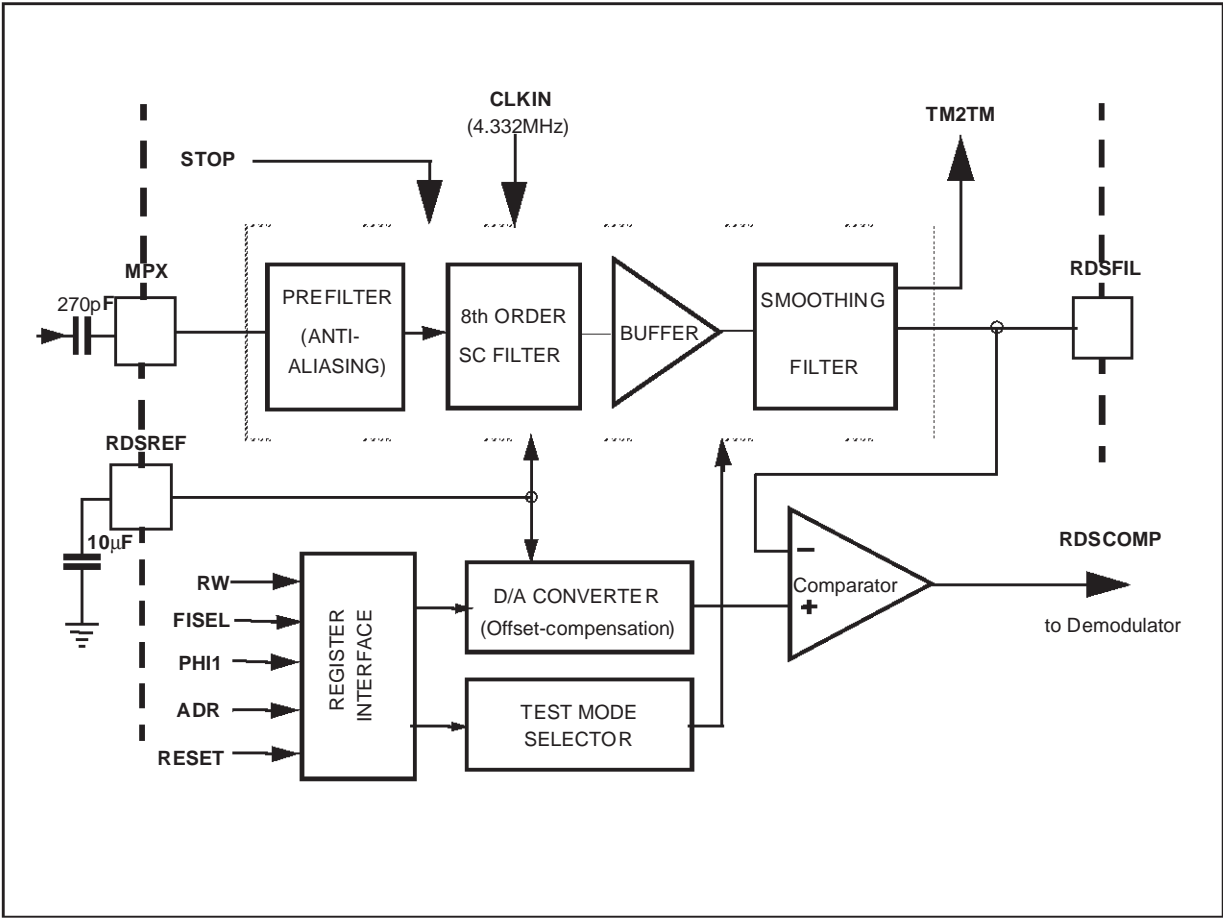 CLKIN
(4.332MHz)
TM2TM
STOP
MPX
RDSFIL
270pF
PREFILTER
(ANTI-
ALIASING)
8th ORDER
SC FILTER
BUFFER
SMOOTHING
FILTER
RDSREF
10μF
RW
FISEL
PHI1
ADR
RESET
REGISTER
INTERFACE
D/A CONVERTER
(Offset-compensation)
TEST MODE
SELECTOR
−
Comparator
+
RDSCOMP
to Demodulator